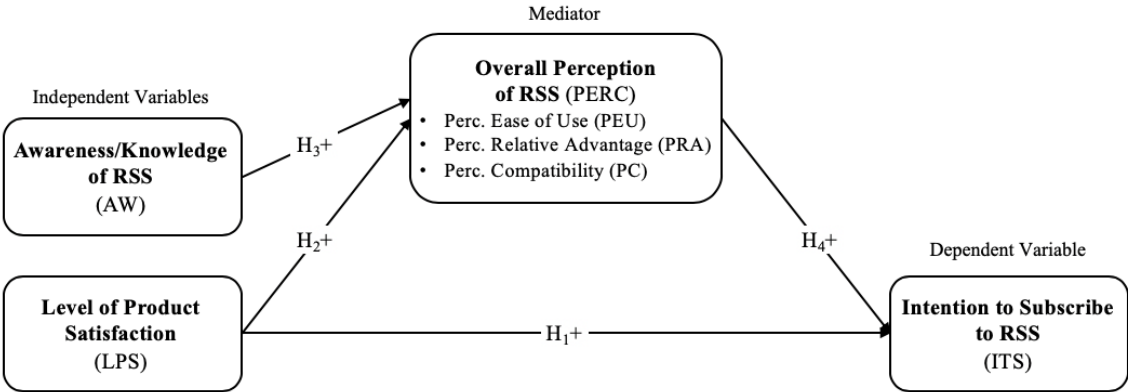 Mediator
Overall Perception
of RSS (PERC)
• Perc. Ease of Use (PEU)
• Perc. Relative Advantage (PRA)
• Perc. Compatibility (PC)
Independent Variables
Awareness/Knowledge
of RSS
(AW)
H₃+
H₂+
H₄+
Dependent Variable
Level of Product
Satisfaction
(LPS)
H₁+
Intention to Subscribe
to RSS
(ITS)